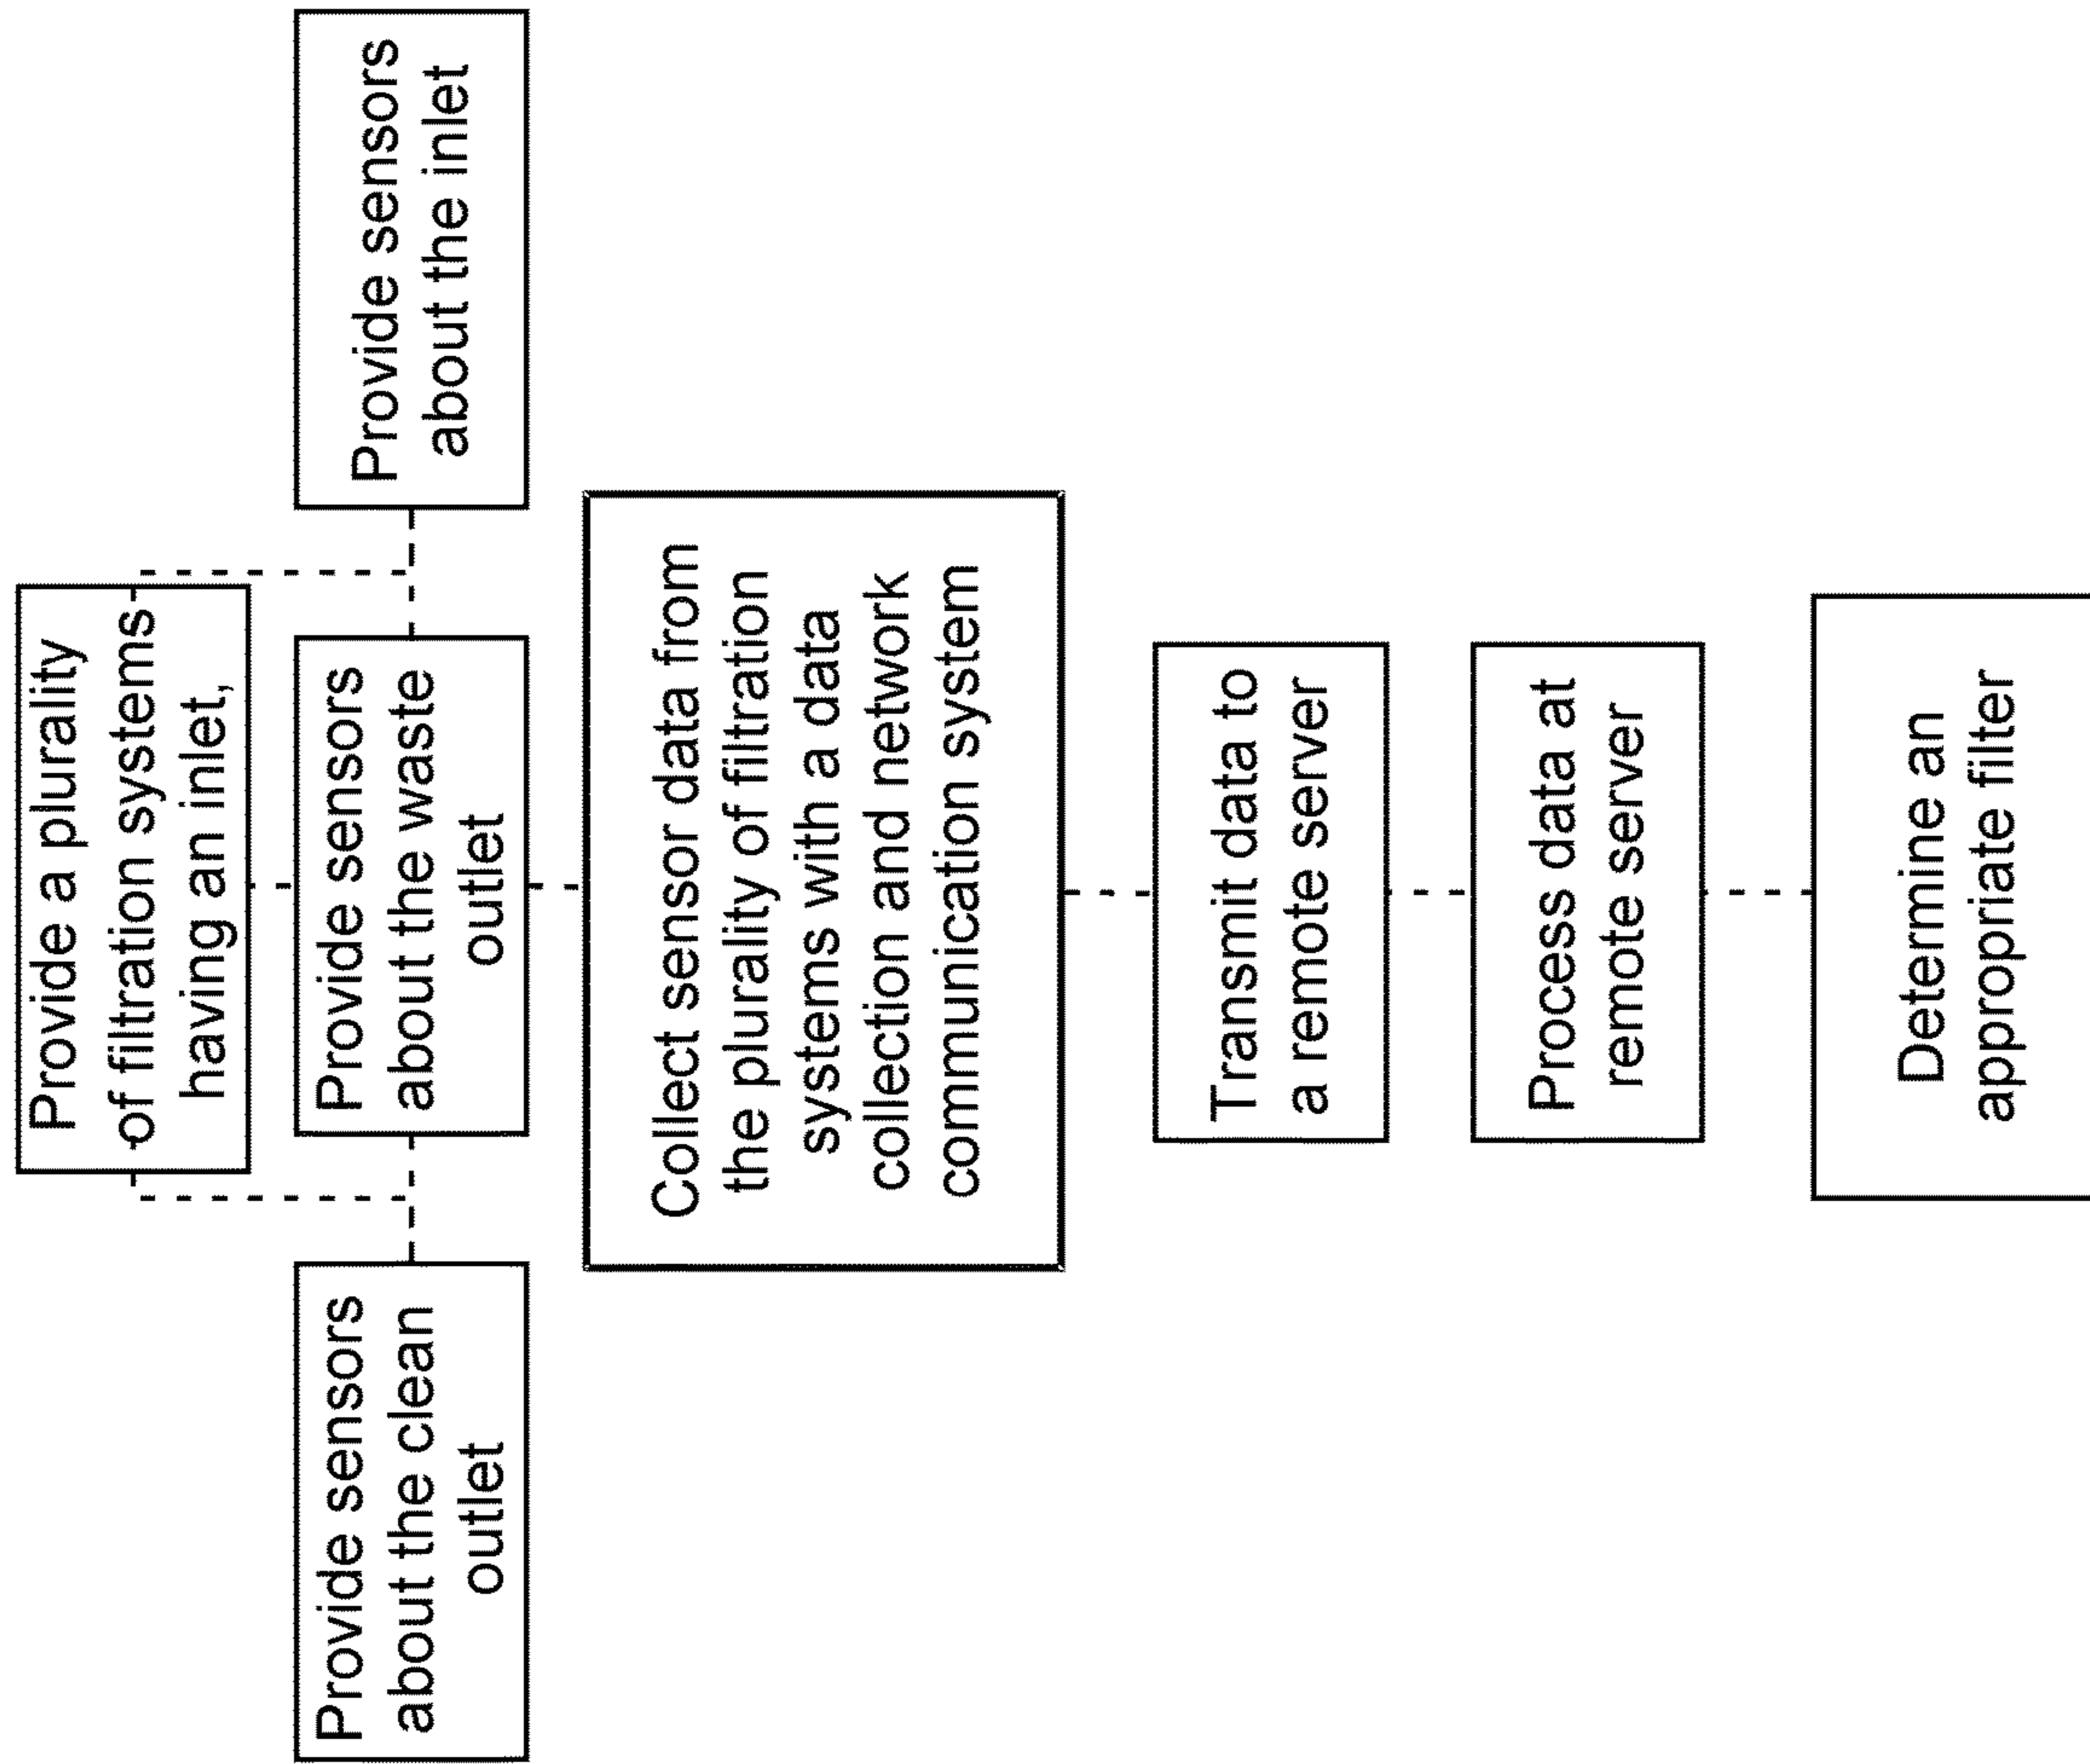 Provide a plurality
of filtration systems
having an inlet,
Provide sensors
about the clean
outlet
Provide sensors
about the waste
outlet
Provide sensors
about the inlet
Collect sensor data from
the plurality of filtration
systems with a data
collection and network
communication system
Transmit data to
a remote server
Process data at
remote server
Determine an
appropriate filter